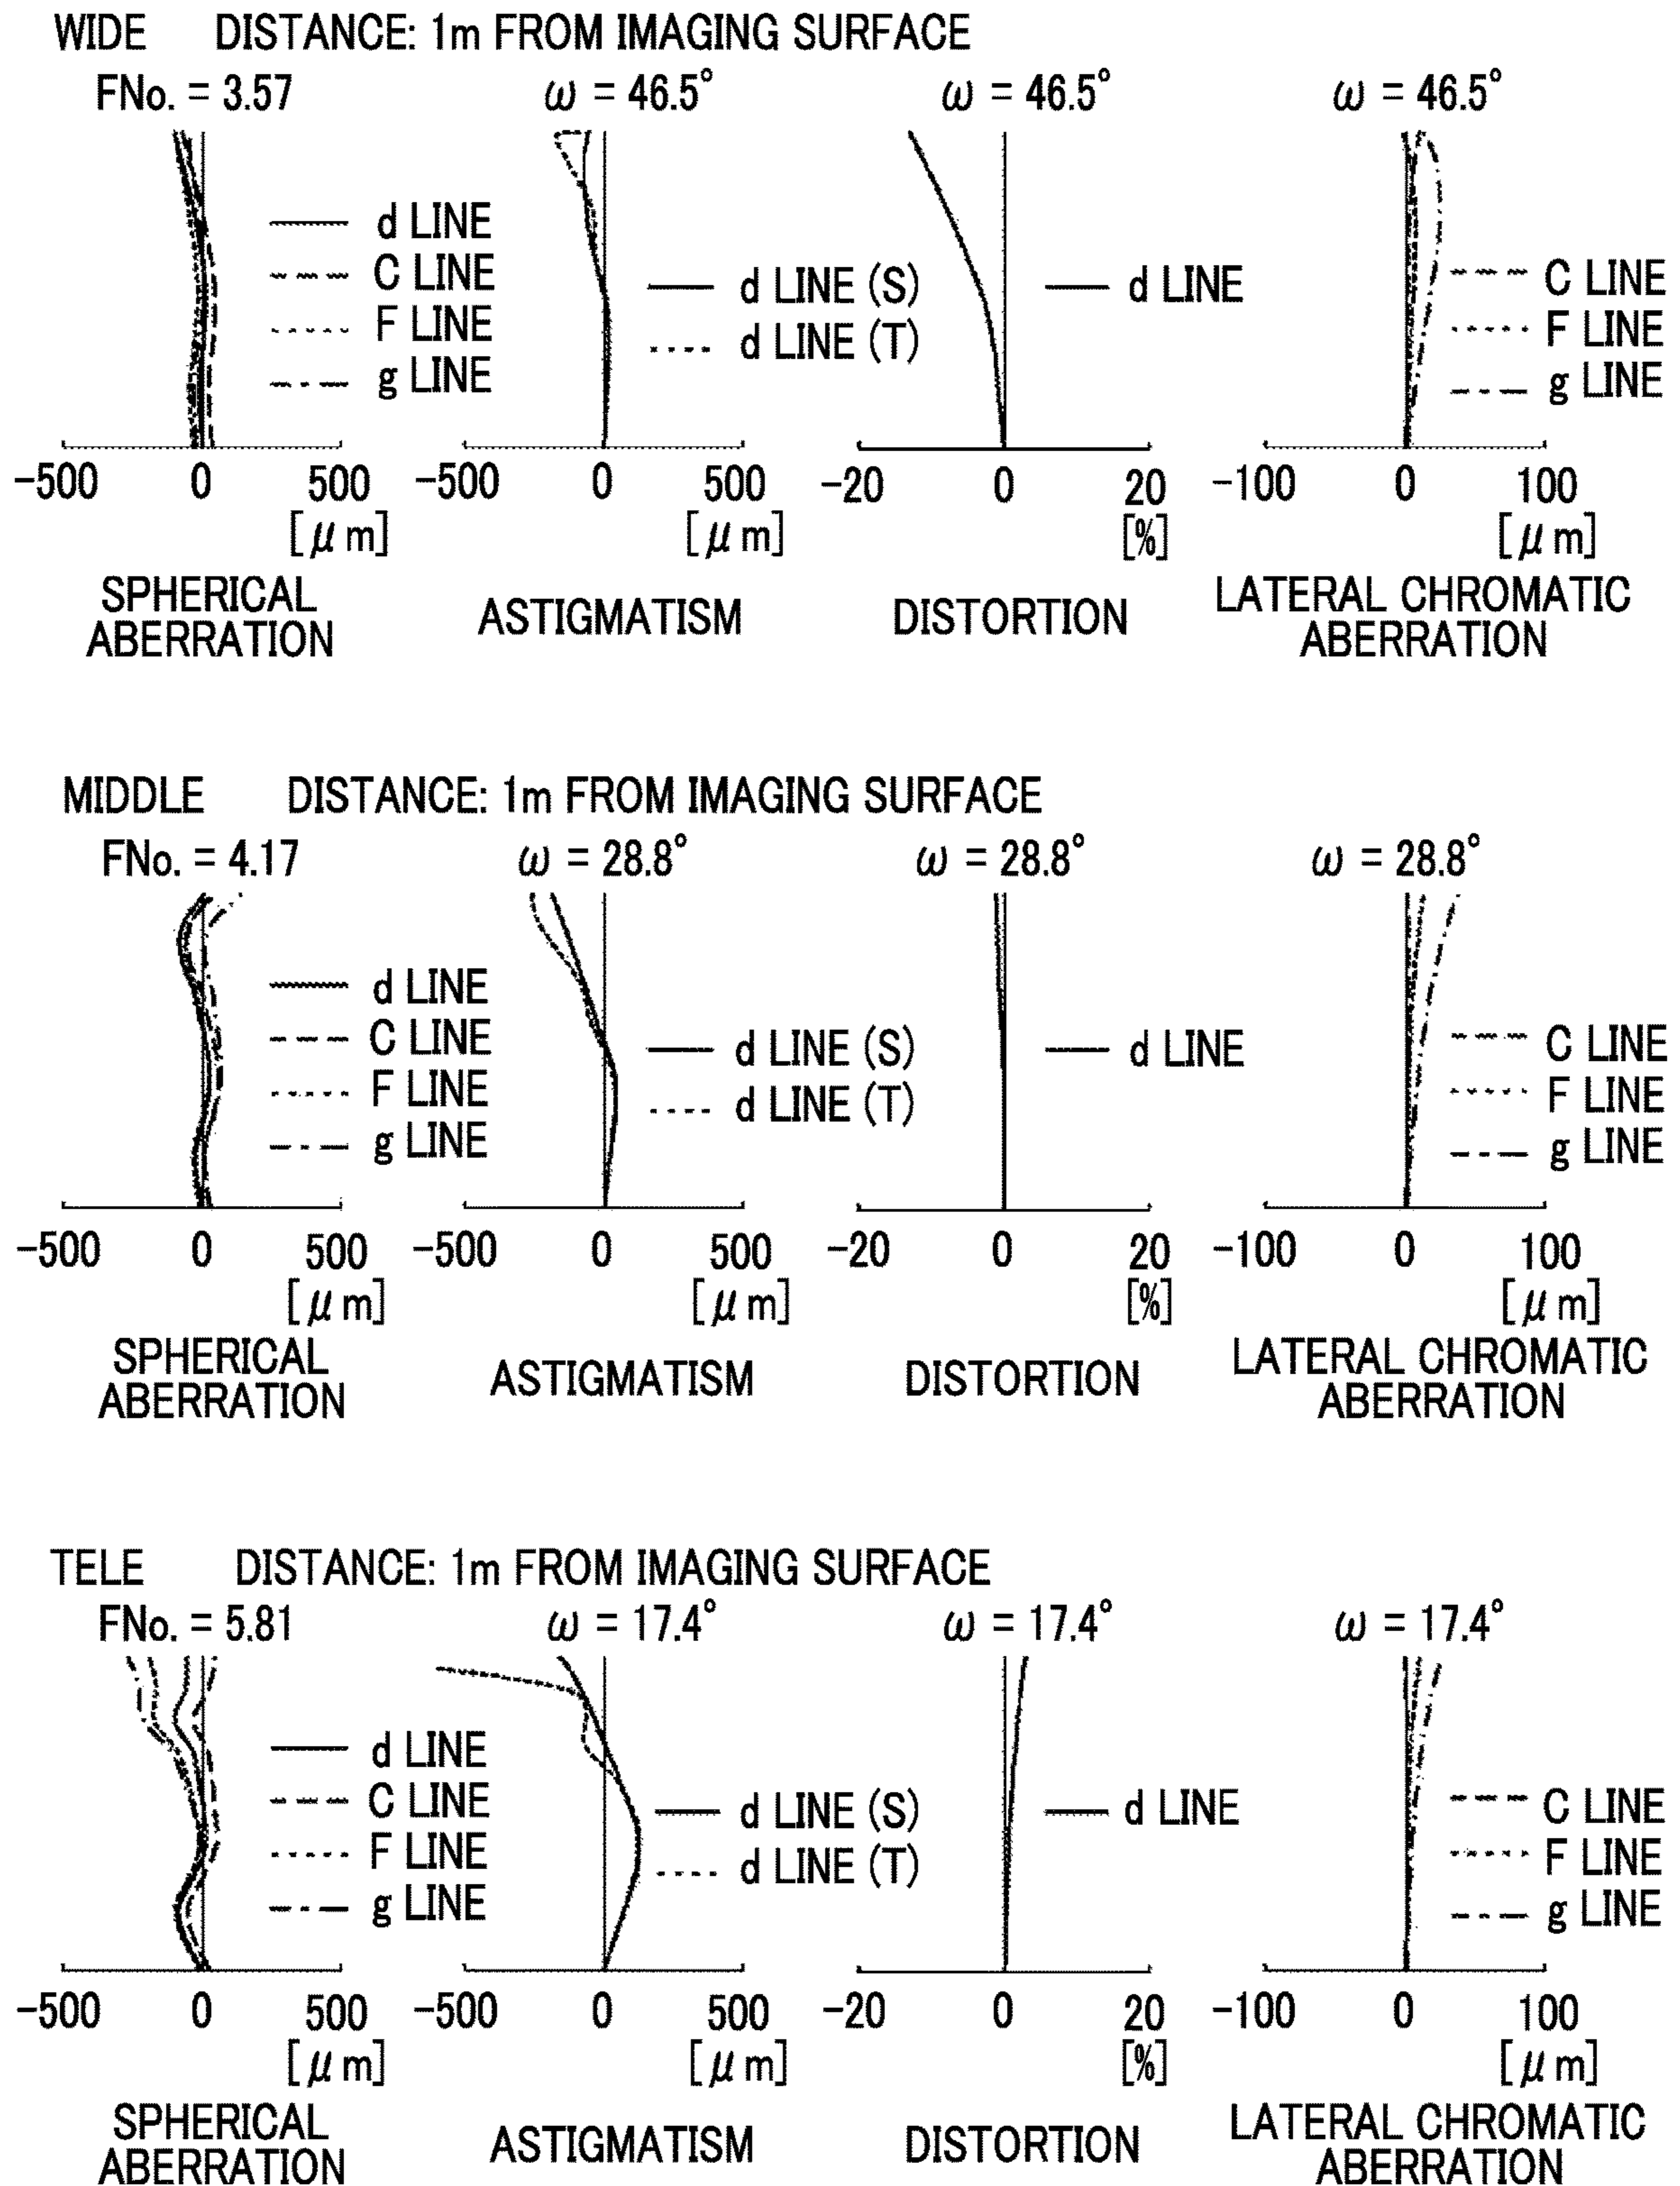 WIDE DISTANCE: 1m FROM IMAGING SURFACE
FNo. = 3.57 ω = 46.5° ω = 46.5° ω = 46.5°
d LINE
C LINE
F LINE
g LINE
d LINE (S)
d LINE (T)
d LINE
C LINE
F LINE
g LINE
-500 0 500 -500 0 500 -20 0 20 -100 0 100
[μm] [μm] [%] [μm]
SPHERICAL
ABERRATION
ASTIGMATISM
DISTORTION
LATERAL CHROMATIC
ABERRATION
MIDDLE DISTANCE: 1m FROM IMAGING SURFACE
FNo. = 4.17 ω = 28.8° ω = 28.8° ω = 28.8°
d LINE
C LINE
F LINE
g LINE
d LINE (S)
d LINE (T)
d LINE
C LINE
F LINE
g LINE
-500 0 500 -500 0 500 -20 0 20 -100 0 100
[μm] [μm] [%] [μm]
SPHERICAL
ABERRATION
ASTIGMATISM
DISTORTION
LATERAL CHROMATIC
ABERRATION
TELE DISTANCE: 1m FROM IMAGING SURFACE
FNo. = 5.81 ω = 17.4° ω = 17.4° ω = 17.4°
d LINE
C LINE
F LINE
g LINE
d LINE (S)
d LINE (T)
d LINE
C LINE
F LINE
g LINE
-500 0 500 -500 0 500 -20 0 20 -100 0 100
[μm] [μm] [%] [μm]
SPHERICAL
ABERRATION
ASTIGMATISM
DISTORTION
LATERAL CHROMATIC
ABERRATION